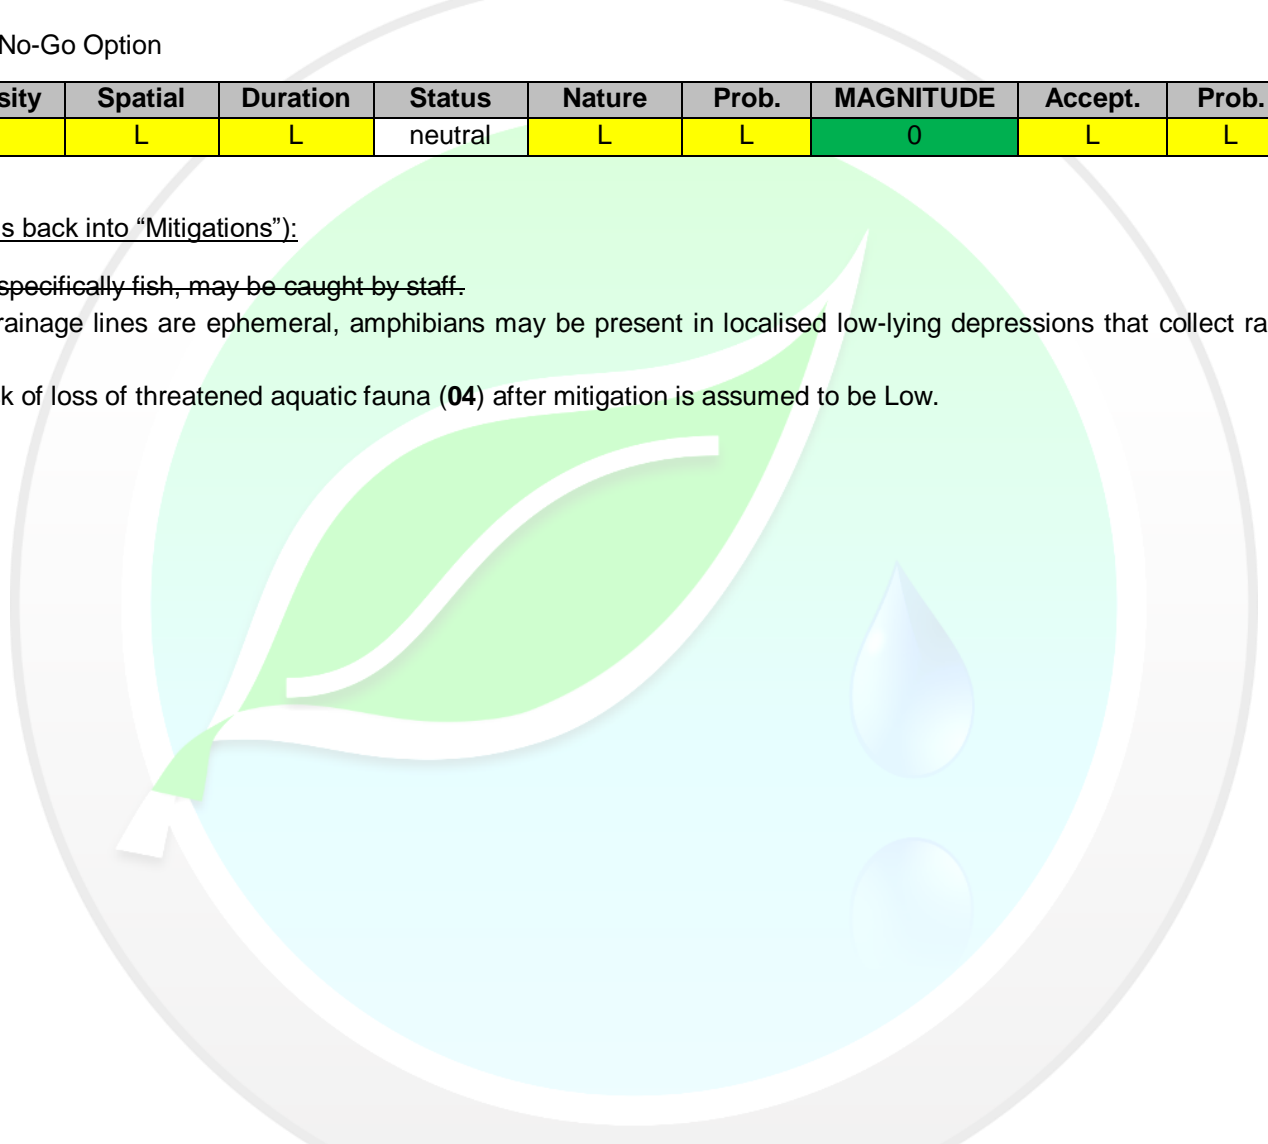 No-Go Option
sity Spatial Duration Status Nature Prob. MAGNITUDE Accept. Prob.
L L neutral L L 0 L L
s back into “Mitigations”):
specifically fish, may be caught by staff.
rainage lines are ephemeral, amphibians may be present in localised low-lying depressions that collect ra
k of loss of threatened aquatic fauna (04) after mitigation is assumed to be Low.